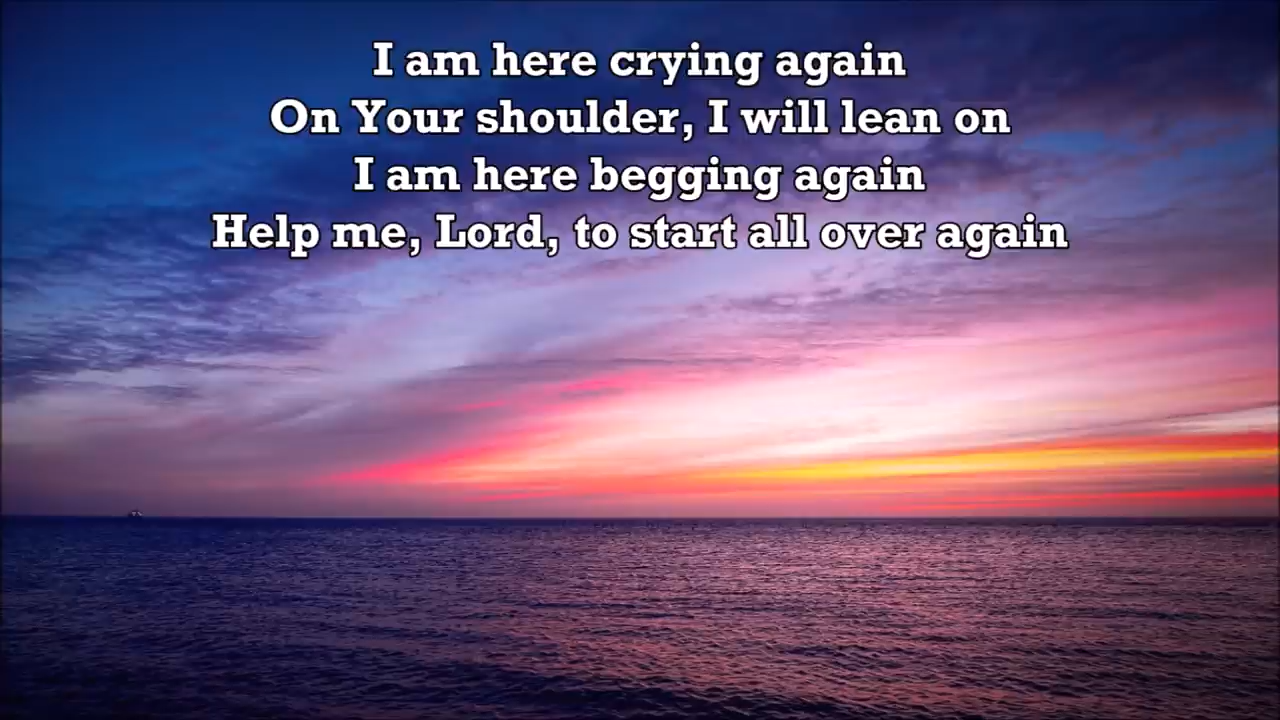 I am here crying again
On Your shoulder, I will lean on
I am here begging again
Help me, Lord, to start all over again